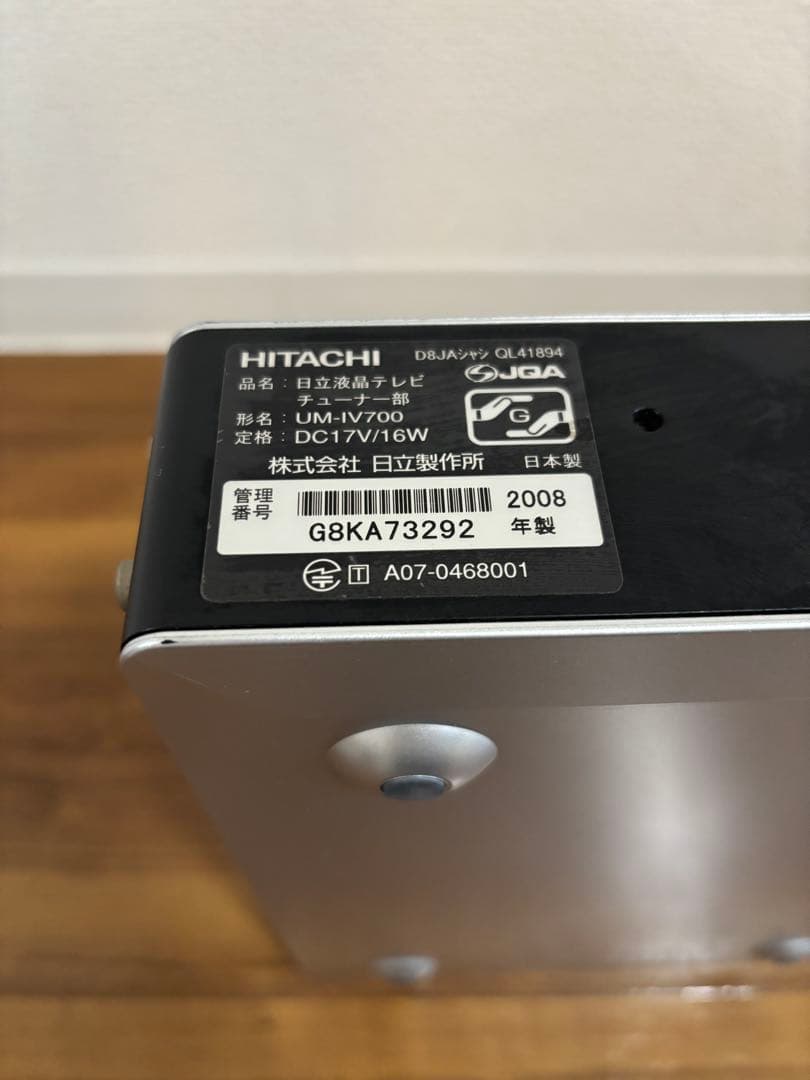 HITACHI D8JAシャシ QL41894
品名：日立液晶テレビ
チューナー部
JQA
形名：UM-IV700
G
定格：DC17V/16W
株式会社 日立製作所 日本製
管理
番号
G8KA73292
2008
年製
T A07-0468001